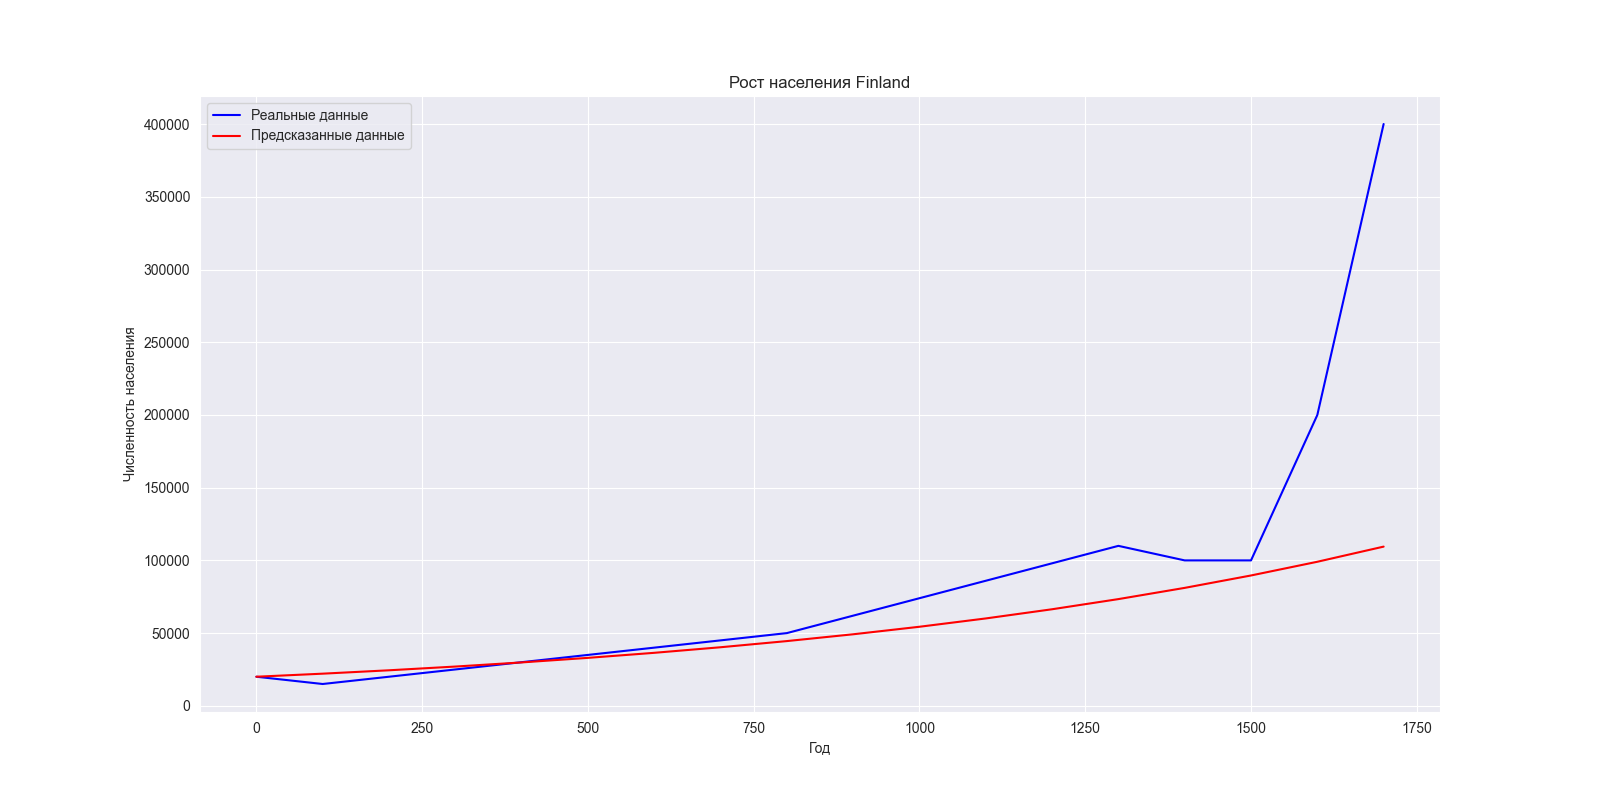 Рост населения Finland
Реальные данные
Предсказанные данные
400000
350000
300000
250000
200000
150000
100000
50000
0
Численность населения
0 250 500 750 1000 1250 1500 1750
Год